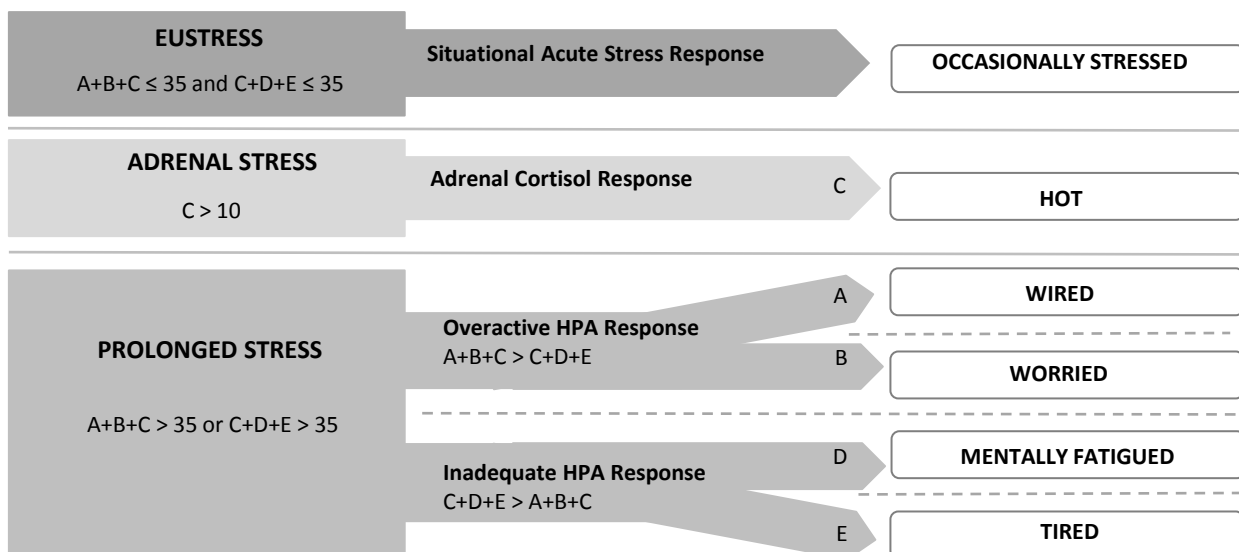 EUSTRESS
A+B+C ≤ 35 and C+D+E ≤ 35
Situational Acute Stress Response
OCCASIONALLY STRESSED
ADRENAL STRESS
C > 10
Adrenal Cortisol Response
C
HOT
PROLONGED STRESS
A+B+C > 35 or C+D+E > 35
Overactive HPA Response
A+B+C > C+D+E
A
WIRED
B
WORRIED
Inadequate HPA Response
C+D+E > A+B+C
D
MENTALLY FATIGUED
E
TIRED